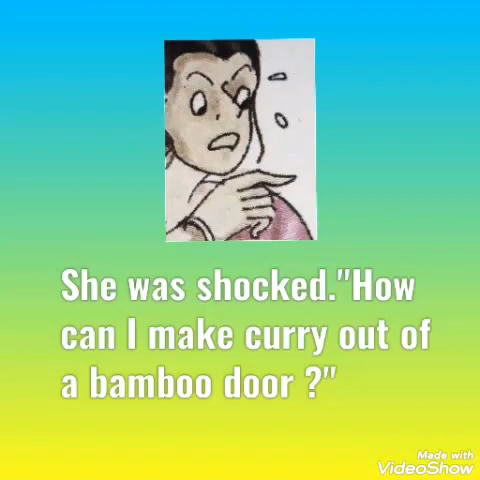 She was shocked."How
can I make curry out of
a bamboo door ?"
Made with
VideoShow